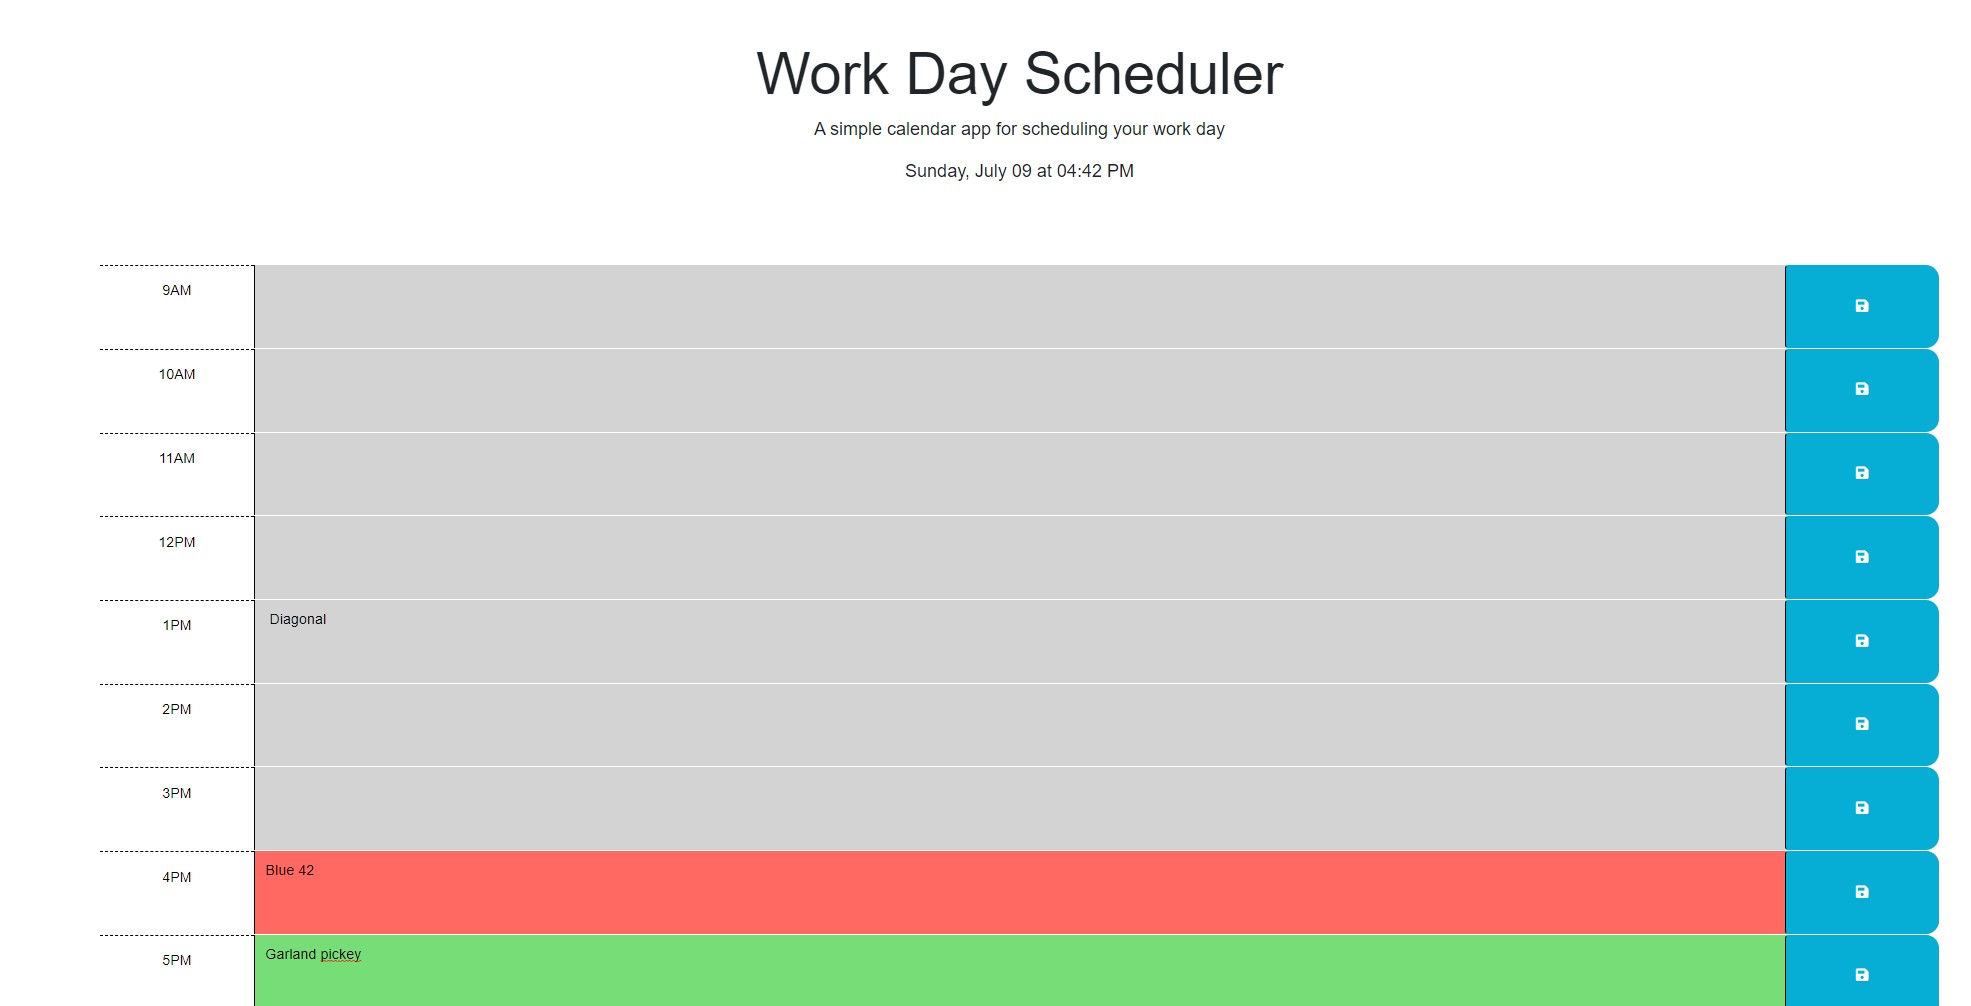 Work Day Scheduler
A simple calendar app for scheduling your work day
Sunday, July 09 at 04:42 PM
9AM
10AM
11AM
12PM
1PM Diagonal
2PM
3PM
4PM Blue 42
5PM Garland pickey